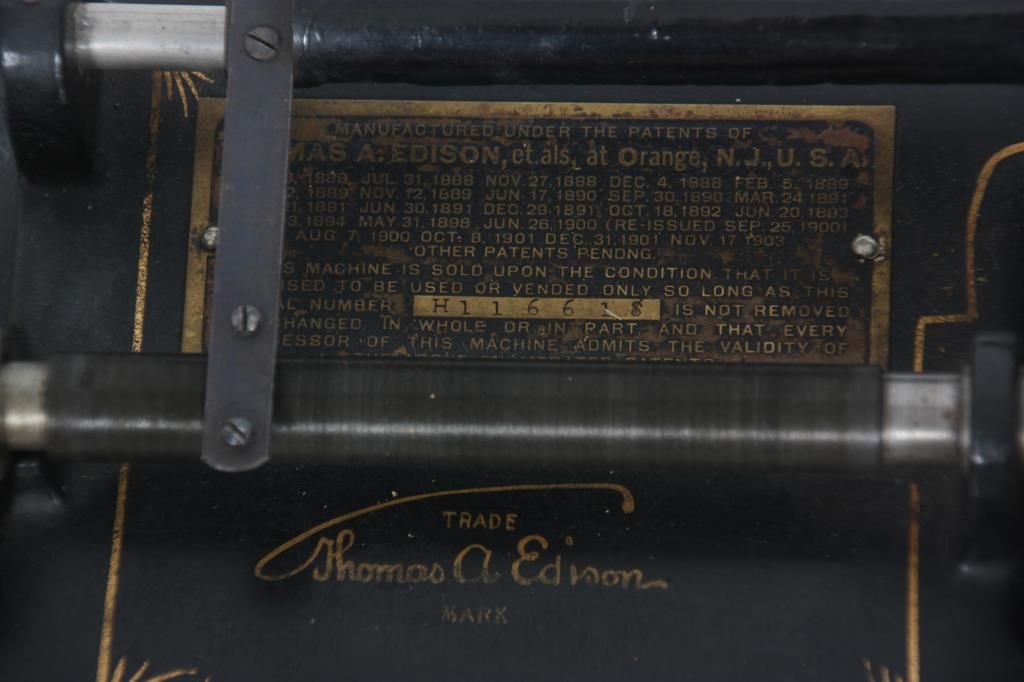 MANUFACTURED UNDER THE PATENTS OF
MAS A. EDISON, et. als, at Orange, N. J., U. S. A.
1888 JUL. 31, 1888 NOV. 27, 1888 DEC. 4, 1888 FEB. 5, 1889
1889 NOV. 12, 1889 JUN. 17, 1890 SEP. 30, 1890 MAR. 24 1891
1891 JUN. 30, 1891 DEC. 29, 1891 OCT. 18, 1892 JUN. 20, 1893
1894 MAY 31, 1898 JUN. 26, 1900 (RE-ISSUED SEP. 25, 1900)
AUG 7, 1900 OCT. 8, 1901 DEC. 31, 1901 NOV. 17 1903
OTHER PATENTS PENDNG
S MACHINE IS SOLD UPON THE CONDITION THAT IT IS
SED TO BE USED OR VENDED ONLY SO LONG AS THIS
AL NUMBER H116618 IS NOT REMOVED
HANGED IN WHOLE OR IN PART AND THAT EVERY
ESSOR OF THIS MACHINE ADMITS THE VALIDITY OF
TRADE
Thomas A Edison
MARK